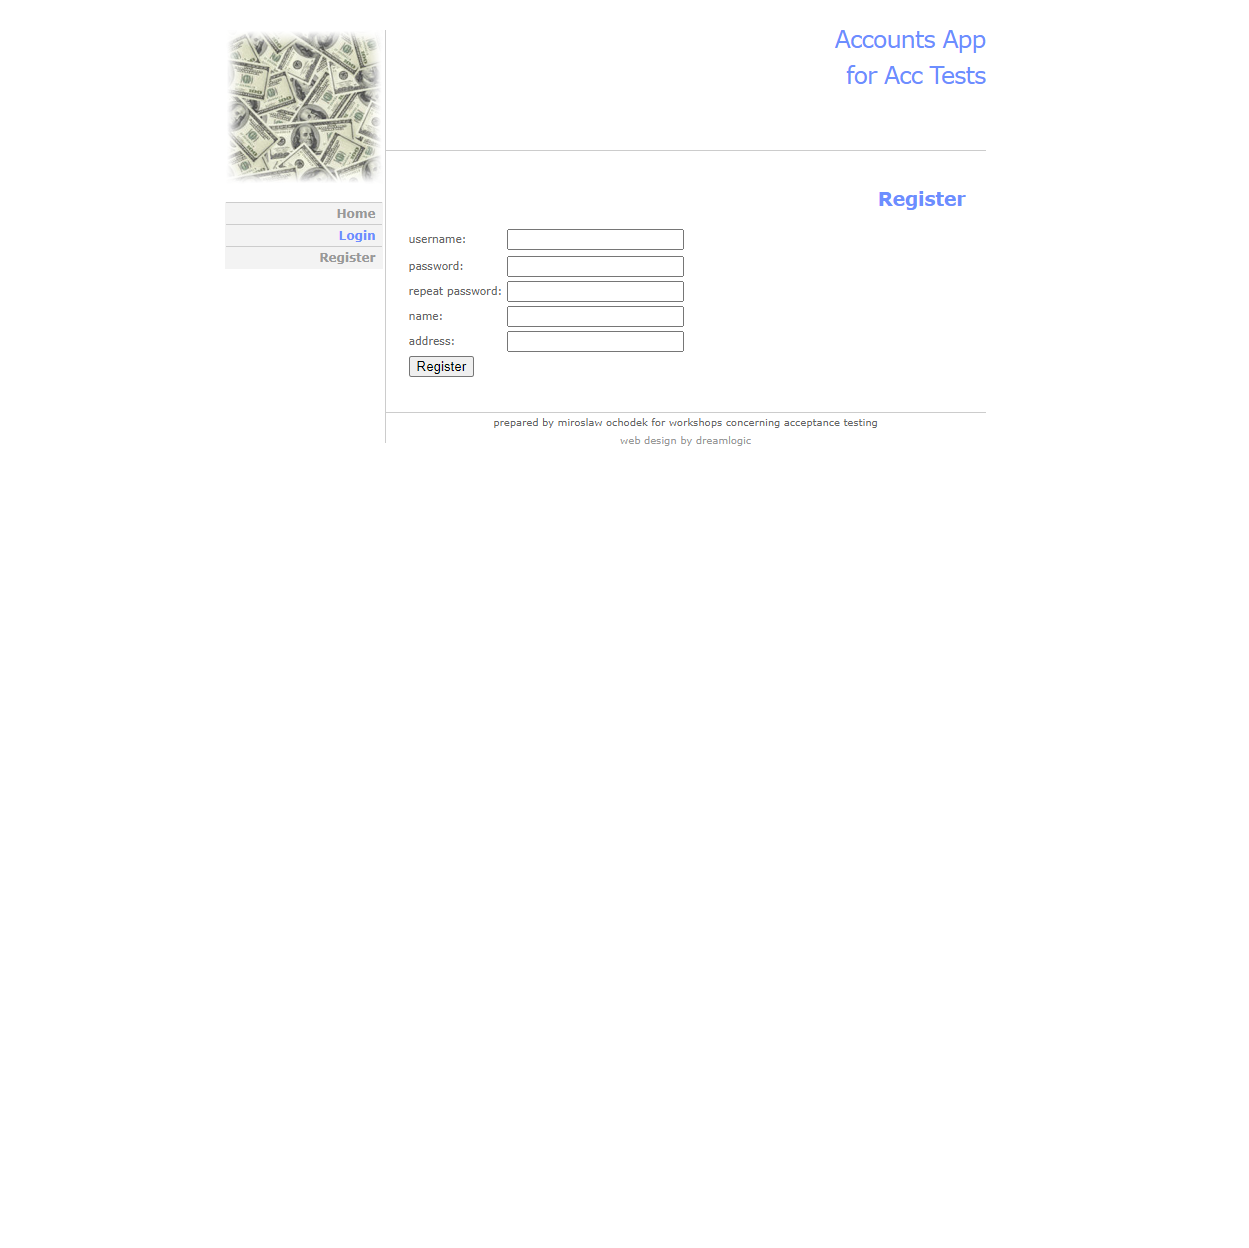 Accounts App
for Acc Tests
Home
Login
Register
Register
username:
password:
repeat password:
name:
address:
Register
prepared by miroslaw ochodek for workshops concerning acceptance testing
web design by dreamlogic